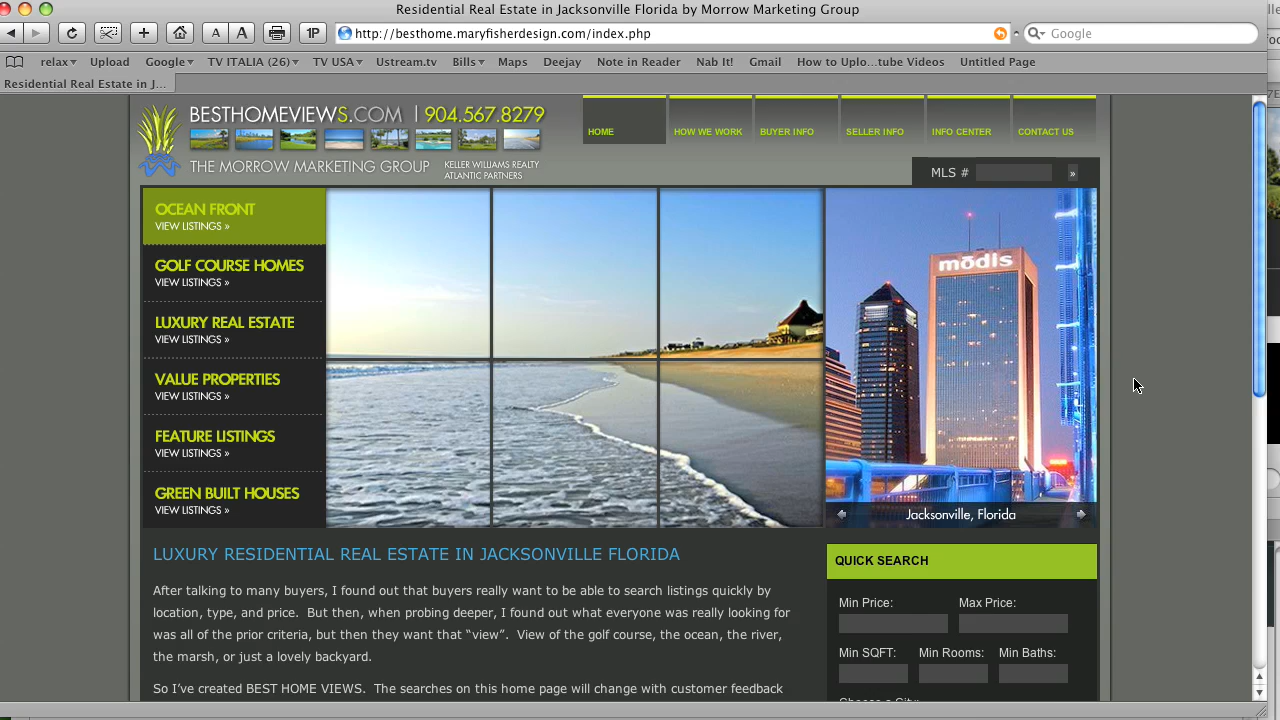 Residential Real Estate in Jacksonville Florida by Morrow Marketing Group
A A 1P http://besthome.maryfisherdesign.com/index.php Google
relax Upload Google TV ITALIA (26) TV USA Ustream.tv Bills Maps Deejay Note in Reader Nab It! Gmail How to Uplo...tube Videos Untitled Page
Residential Real Estate in J...
BESTHOMEVIEWS.COM | 904.567.8279
THE MORROW MARKETING GROUP KELLER WILLIAMS REALTY
ATLANTIC PARTNERS
HOME HOW WE WORK BUYER INFO SELLER INFO INFO CENTER CONTACT US
MLS # »
OCEAN FRONT
VIEW LISTINGS »
GOLF COURSE HOMES
VIEW LISTINGS »
LUXURY REAL ESTATE
VIEW LISTINGS »
VALUE PROPERTIES
VIEW LISTINGS »
FEATURE LISTINGS
VIEW LISTINGS »
GREEN BUILT HOUSES
VIEW LISTINGS »
modis
Jacksonville, Florida
LUXURY RESIDENTIAL REAL ESTATE IN JACKSONVILLE FLORIDA
After talking to many buyers, I found out that buyers really want to be able to search listings quickly by
location, type, and price.  But then, when probing deeper, I found out what everyone was really looking for
was all of the prior criteria, but then they want that “view”.  View of the golf course, the ocean, the river,
the marsh, or just a lovely backyard.
So I’ve created BEST HOME VIEWS.  The searches on this home page will change with customer feedback
QUICK SEARCH
Min Price: Max Price:
Min SQFT: Min Rooms: Min Baths: